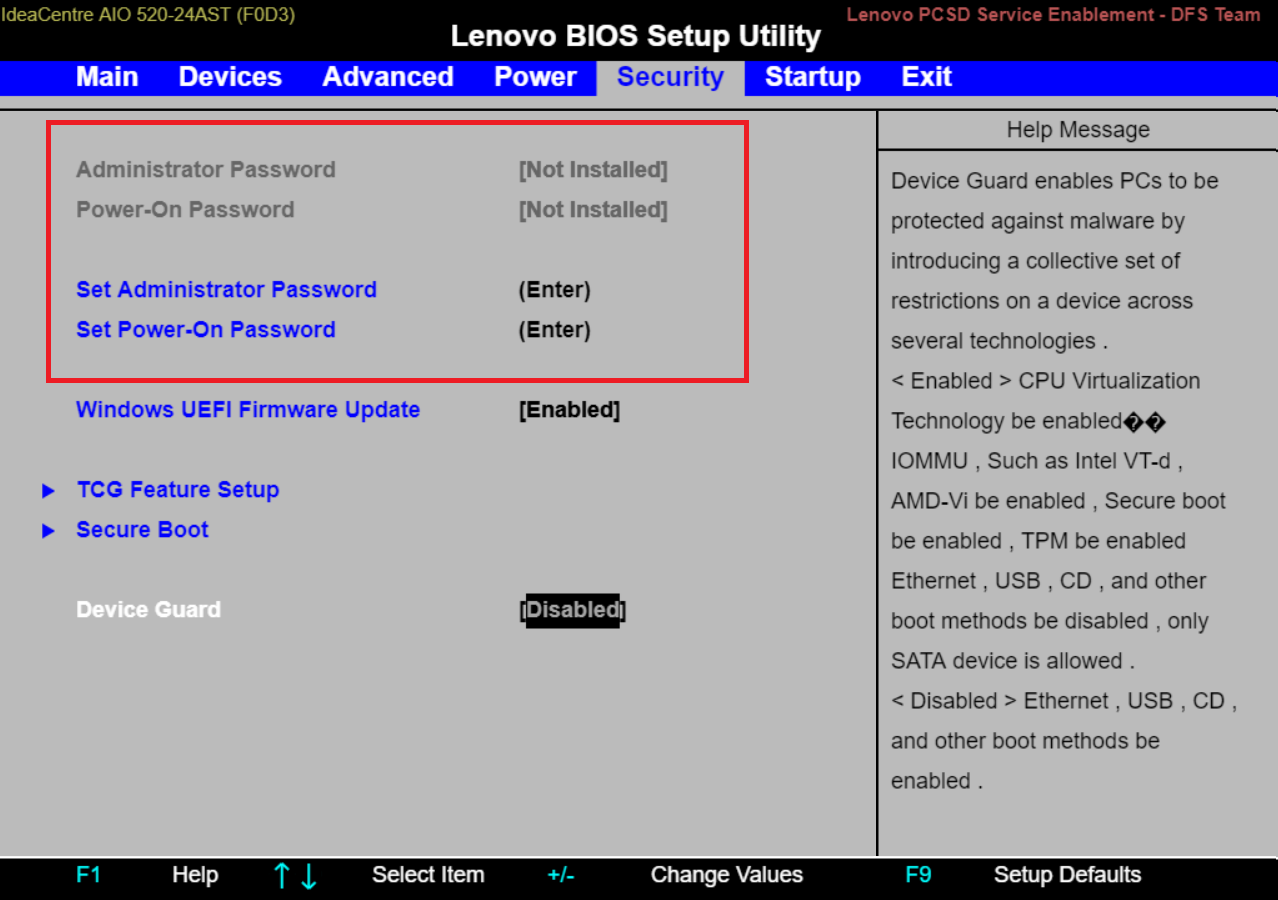 IdeaCentre AIO 520-24AST (F0D3)
Lenovo PCSD Service Enablement - DFS Team
Lenovo BIOS Setup Utility
Main Devices Advanced Power Security Startup Exit
Administrator Password [Not Installed]
Power-On Password [Not Installed]
Set Administrator Password (Enter)
Set Power-On Password (Enter)
Windows UEFI Firmware Update [Enabled]
TCG Feature Setup
Secure Boot
Device Guard [Disabled]
Help Message
Device Guard enables PCs to be
protected against malware by
introducing a collective set of
restrictions on a device across
several technologies .
< Enabled > CPU Virtualization
Technology be enabled��
IOMMU , Such as Intel VT-d ,
AMD-Vi be enabled , Secure boot
be enabled , TPM be enabled
Ethernet , USB , CD , and other
boot methods be disabled , only
SATA device is allowed .
< Disabled > Ethernet , USB , CD ,
and other boot methods be
enabled .
F1 Help ↑↓ Select Item +/- Change Values F9 Setup Defaults